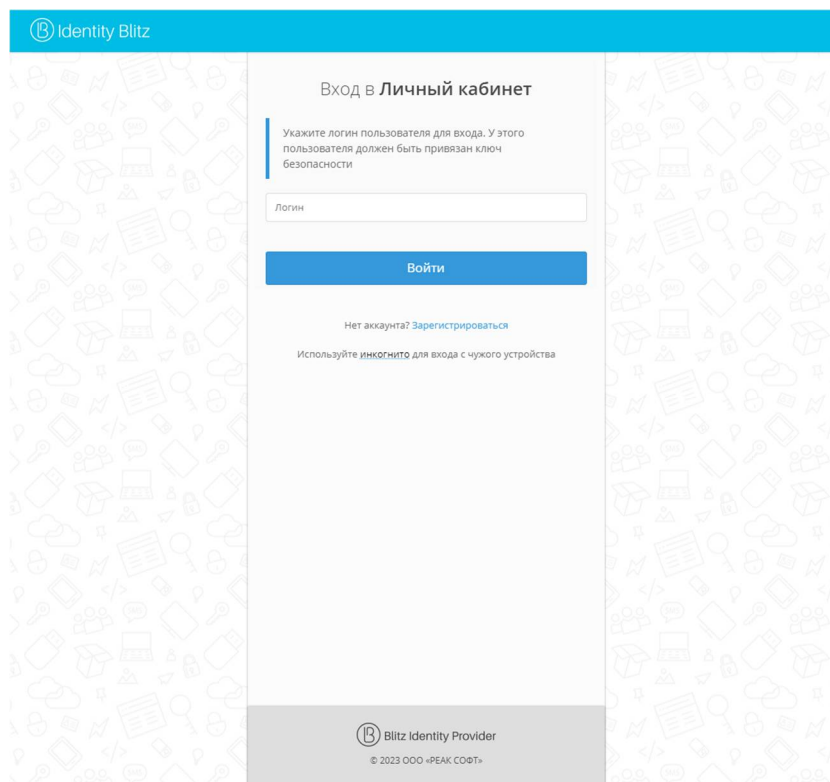 Identity Blitz
Вход в Личный кабинет
Укажите логин пользователя для входа. У этого
пользователя должен быть привязан ключ
безопасности
Логин
Войти
Нет аккаунта? Зарегистрироваться
Используйте инкогнито для входа с чужого устройства
Blitz Identity Provider
© 2023 ООО «РЕАК СОФТ»